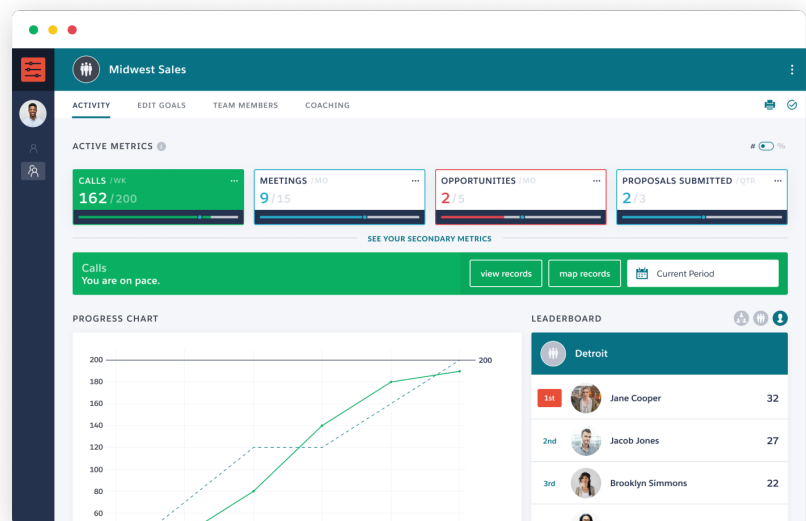 Midwest Sales
ACTIVITY EDIT GOALS TEAM MEMBERS COACHING
ACTIVE METRICS i
# %
CALLS /WK ...
162/200
MEETINGS /MO ...
9/15
OPPORTUNITIES /MO ...
2/5
PROPOSALS SUBMITTED /QTR ...
2/3
SEE YOUR SECONDARY METRICS
Calls
You are on pace.
view records
map records
Current Period
PROGRESS CHART
200
180
160
140
120
100
80
60
200
LEADERBOARD
Detroit
1st Jane Cooper 32
2nd Jacob Jones 27
3rd Brooklyn Simmons 22